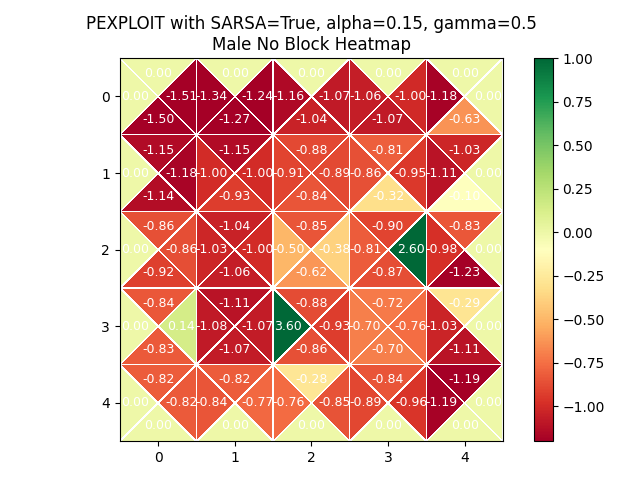 PEXPLOIT with SARSA=True, alpha=0.15, gamma=0.5
Male No Block Heatmap
0.00 0.00 0.00 0.00 0.00
0 0.00 -1.51 -1.34 -1.24 -1.16 -1.07 -1.06 -1.00 -1.18 0.00
-1.50 -1.27 -1.04 -1.07 -0.63
-1.15 -1.15 -0.88 -0.81 -1.03
1 0.00 -1.18 -1.00 -1.00 -0.91 -0.89 -0.86 -0.95 -1.11 0.00
-1.14 -0.93 -0.84 -0.32
-0.86 -1.04 -0.85 -0.90 -0.83
2 0.00 -0.86 -1.03 -1.00 -0.50 -0.38 -0.81 2.60 -0.98 0.00
-0.92 -1.06 -0.62 -0.87 -1.23
-0.84 -1.11 -0.88 -0.72 -0.29
3 0.00 0.14 -1.08 -1.07 3.60 -0.93 -0.70 -0.76 -1.03 0.00
-0.83 -1.07 -0.86 -0.70 -1.11
-0.82 -0.82 -0.28 -0.84 -1.19
4 0.00 -0.82 -0.84 -0.77 -0.76 -0.85 -0.89 -0.96 -1.19 0.00
0.00 0.00 0.00 0.00 0.00
0 1 2 3 4
1.00
0.75
0.50
0.25
0.00
−0.25
−0.50
−0.75
−1.00